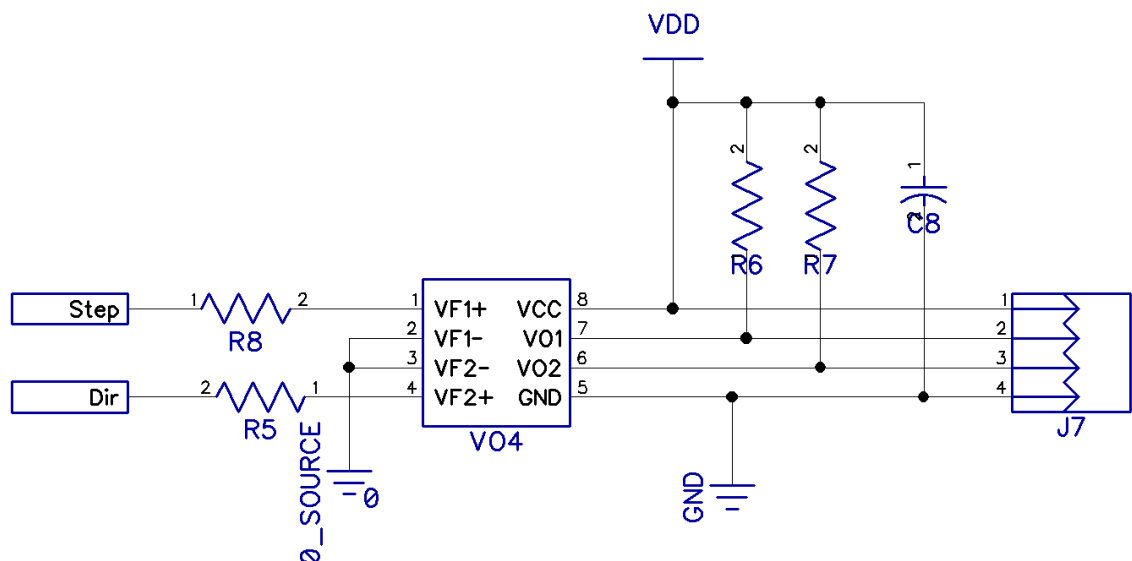 VDD
2
2
1
2
C8
R6
R7
Step
1
2
R8
1
VF1+
VCC
8
1
2
VF1-
VO1
7
2
3
VF2-
VO2
6
3
Dir
2
1
R5
4
VF2+
GND
5
4
VO4
J7
0_SOURCE
0
GND